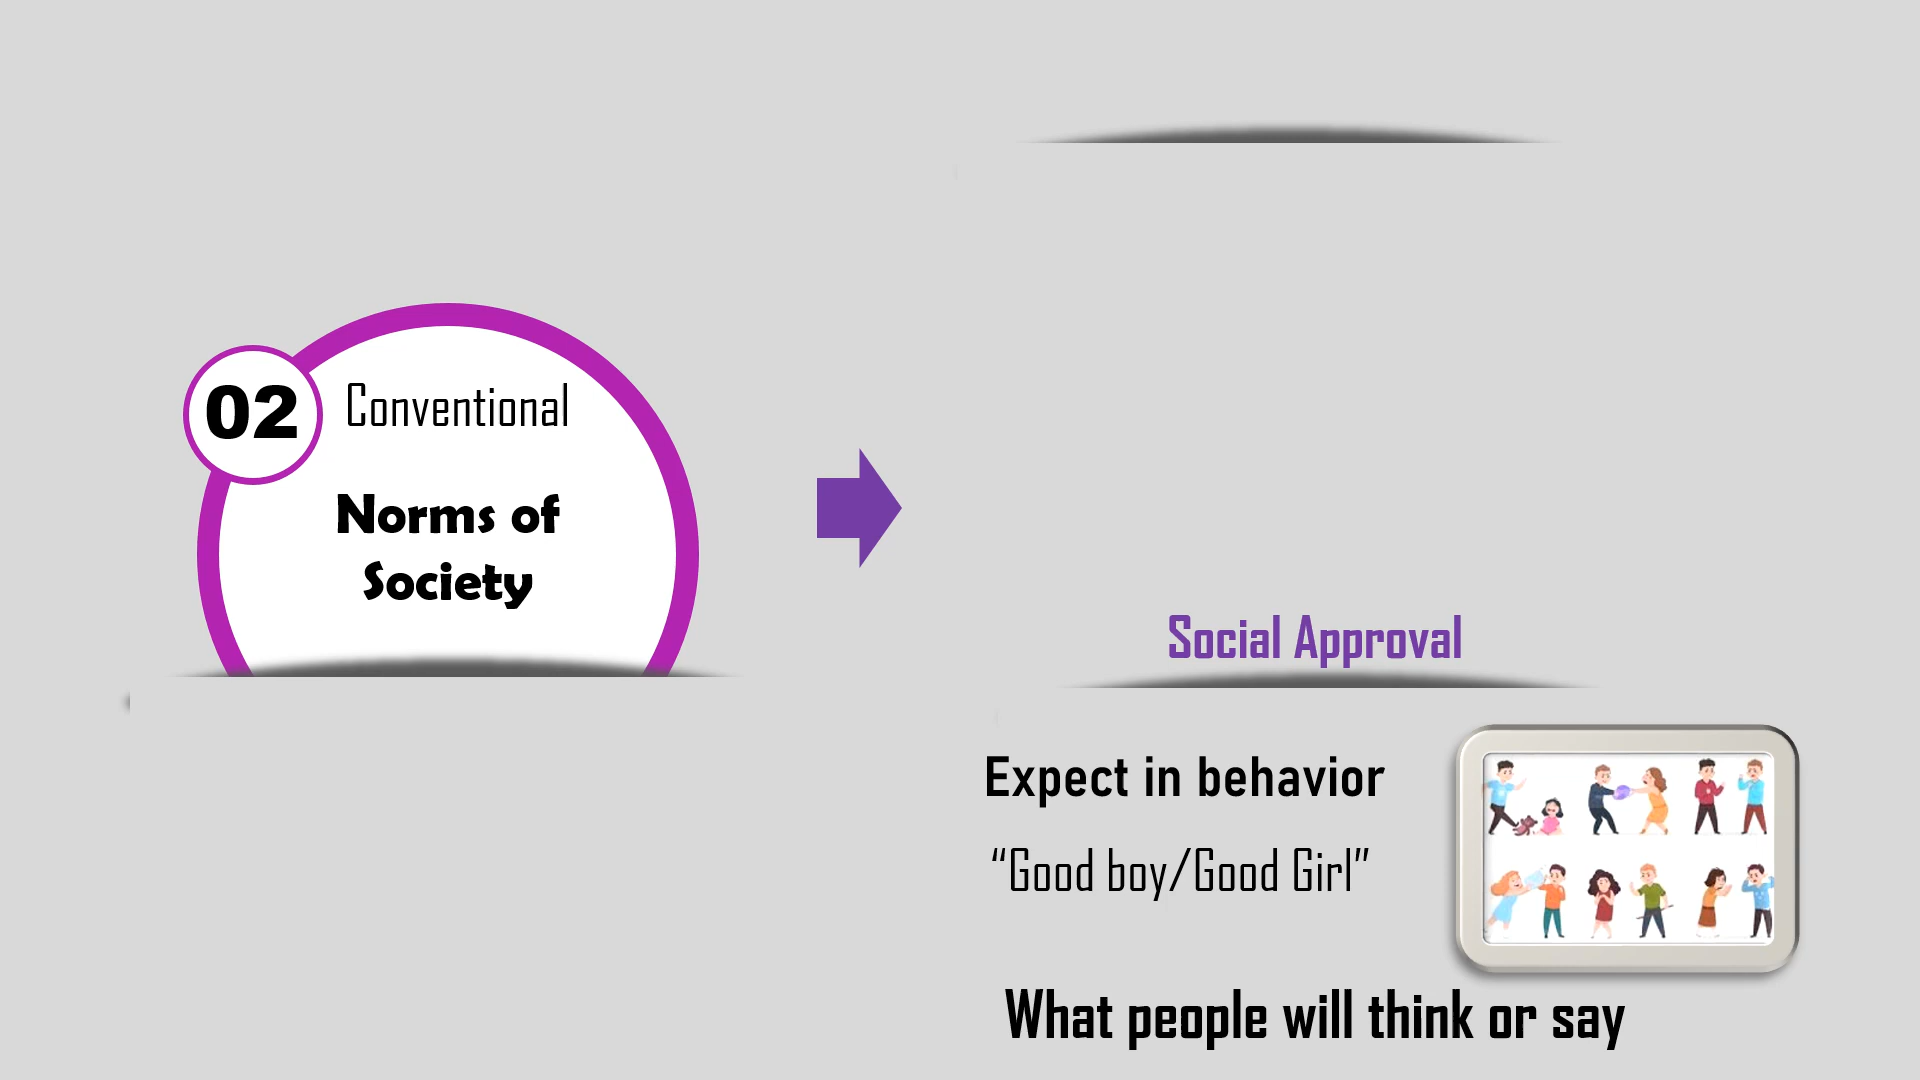 02
Conventional
Norms of
Society
Social Approval
Expect in behavior
“Good boy/Good Girl”
What people will think or say